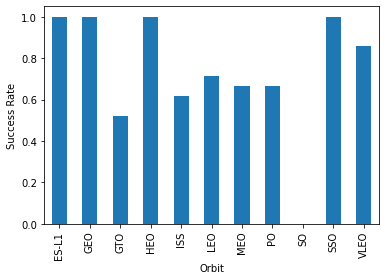 1.0
0.8
0.6
0.4
0.2
0.0
Success Rate
ES-L1
GEO
GTO
HEO
ISS
LEO
MEO
PO
SO
SSO
VLEO
Orbit